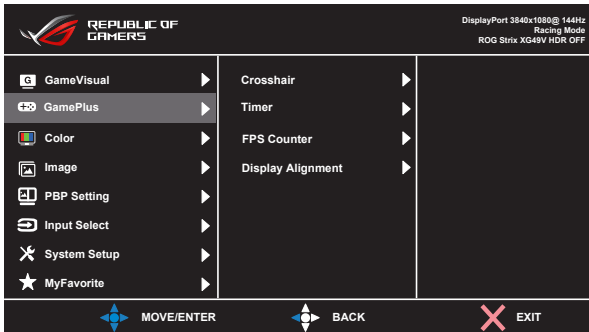 REPUBLIC OF
GAMERS
DisplayPort 3840x1080@ 144Hz
Racing Mode
ROG Strix XG49V HDR OFF
G GameVisual
GamePlus
Color
Image
PBP Setting
Input Select
System Setup
MyFavorite
Crosshair
Timer
FPS Counter
Display Alignment
MOVE/ENTER
BACK
EXIT